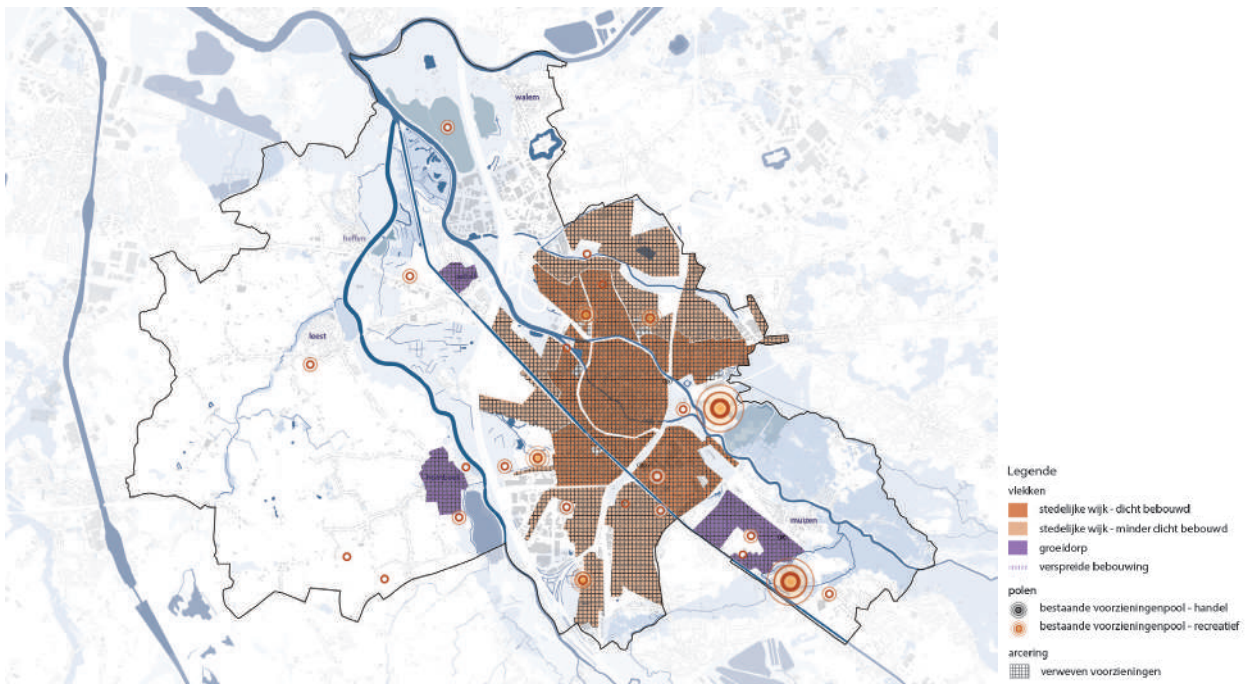 walem
heffen
leest
muizen
Legende
vlekken
stedelijke wijk - dicht bebouwd
stedelijke wijk - minder dicht bebouwd
groeidorp
verspreide bebouwing
polen
bestaande voorzieningenpool - handel
bestaande voorzieningenpool - recreatief
arcering
verweven voorzieningen